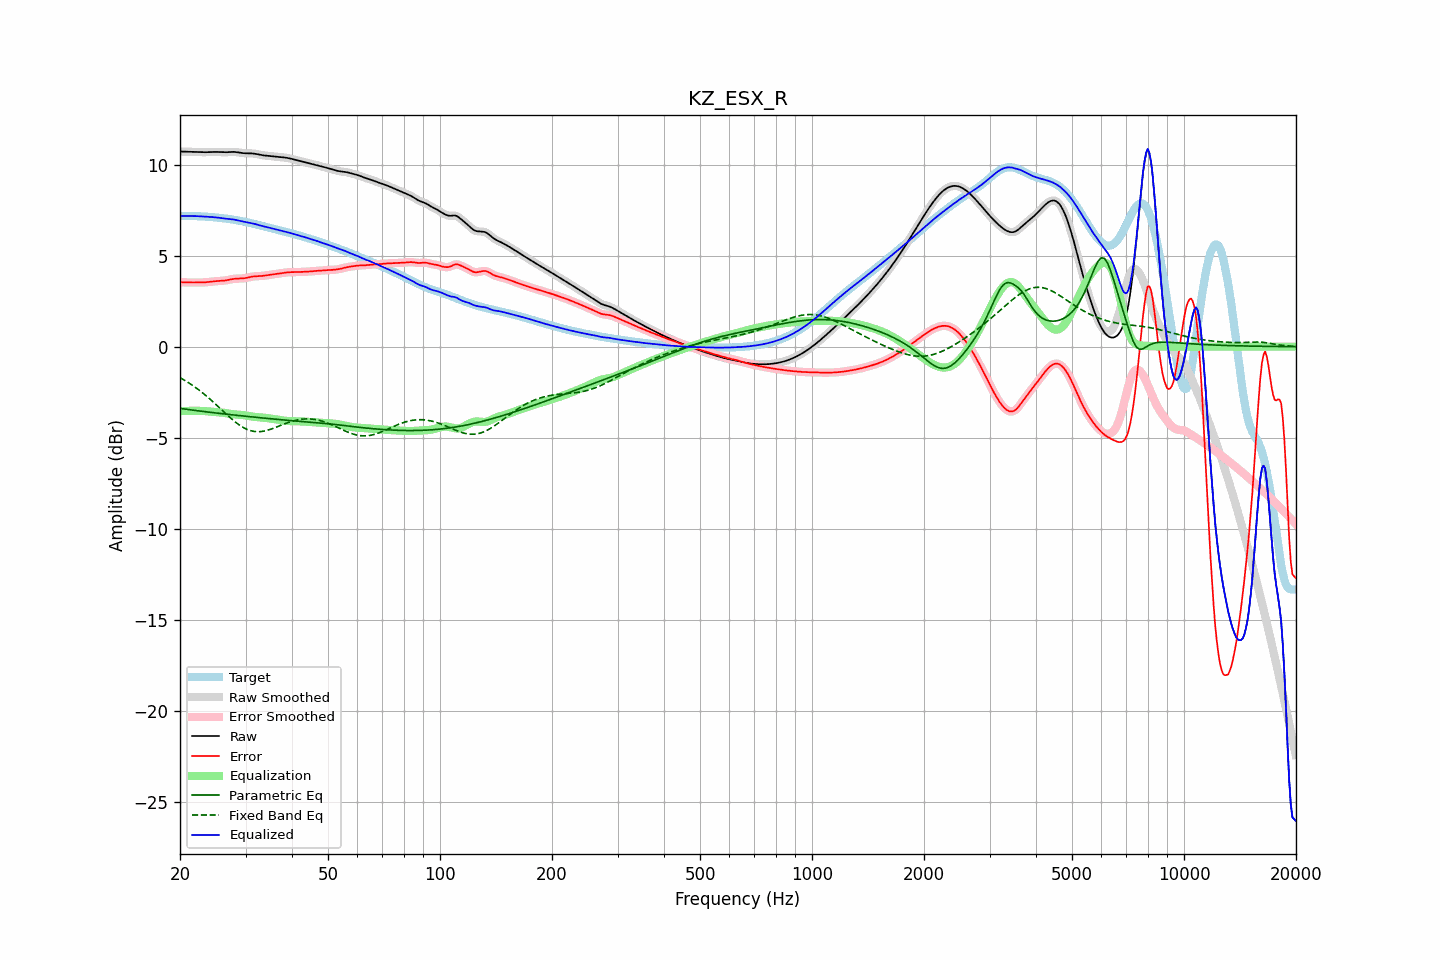 KZ_ESX_R
Amplitude (dBr)
10
5
0
−5
−10
−15
−20
−25
Target
Raw Smoothed
Error Smoothed
Raw
Error
Equalization
Parametric Eq
Fixed Band Eq
Equalized
20 50 100 200 500 1000 2000 5000 10000 20000
Frequency (Hz)